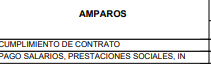 AMPAROS
CUMPLIMIENTO DE CONTRATO
PAGO SALARIOS, PRESTACIONES SOCIALES, IN